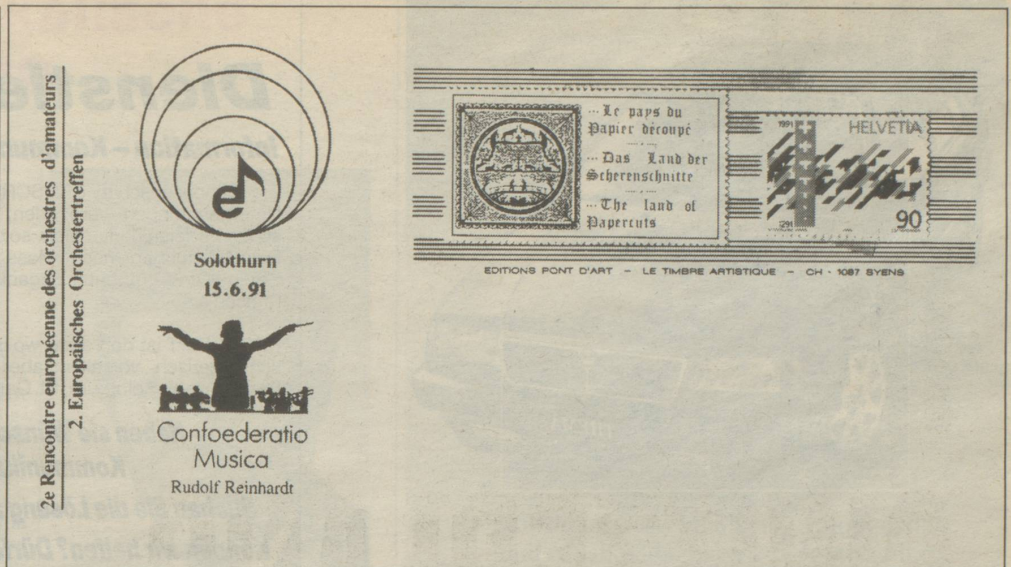 2e Rencontre europeenne des orchestres d'amateurs
2. Europäisches Orchestertreffen
e
Solothurn
15.6.91
Confoederatio
Musica
Rudolf Reinhardt
... Le pays du
Papier découpé
... Das Land der
Scherenschnitte
... The land of
Papercuts
1991
HELVETIA
1291
90
EDITIONS PONT D'ART – LE TIMBRE ARTISTIQUE – CH - 1087 SYENS